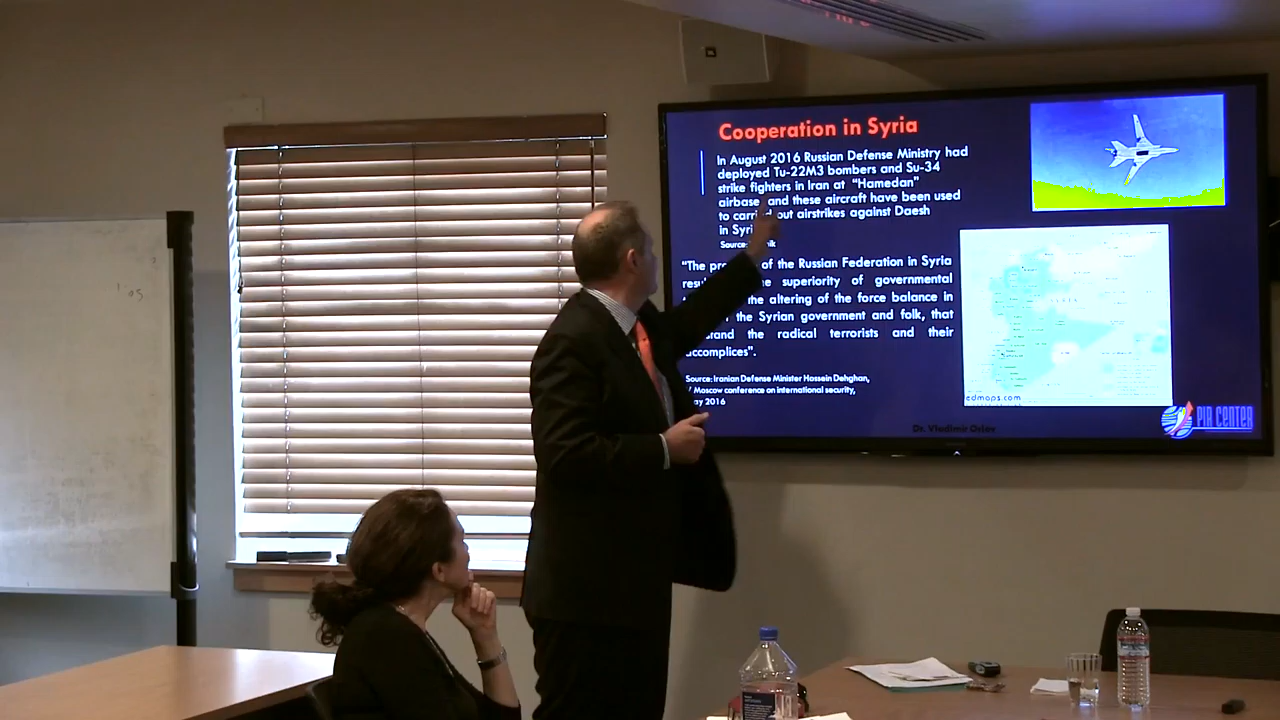 Cooperation in Syria
In August 2016 Russian Defense Ministry had
deployed Tu-22M3 bombers and Su-34
strike fighters in Iran at "Hamedan"
airbase, and these aircraft have been used
to carried out airstrikes against Daesh
in
Source:
"The of the Russian Federation in Syria
superiority of governmental
the altering of the force balance in
the Syrian government and folk, that
the radical terrorists and their
accomplices".
Source: Iranian Defense Minister Hossein Dehghan,
Moscow conference on international security,
2016
edmaps.com
PIR CENTER
Dr. Vladimir Orlov